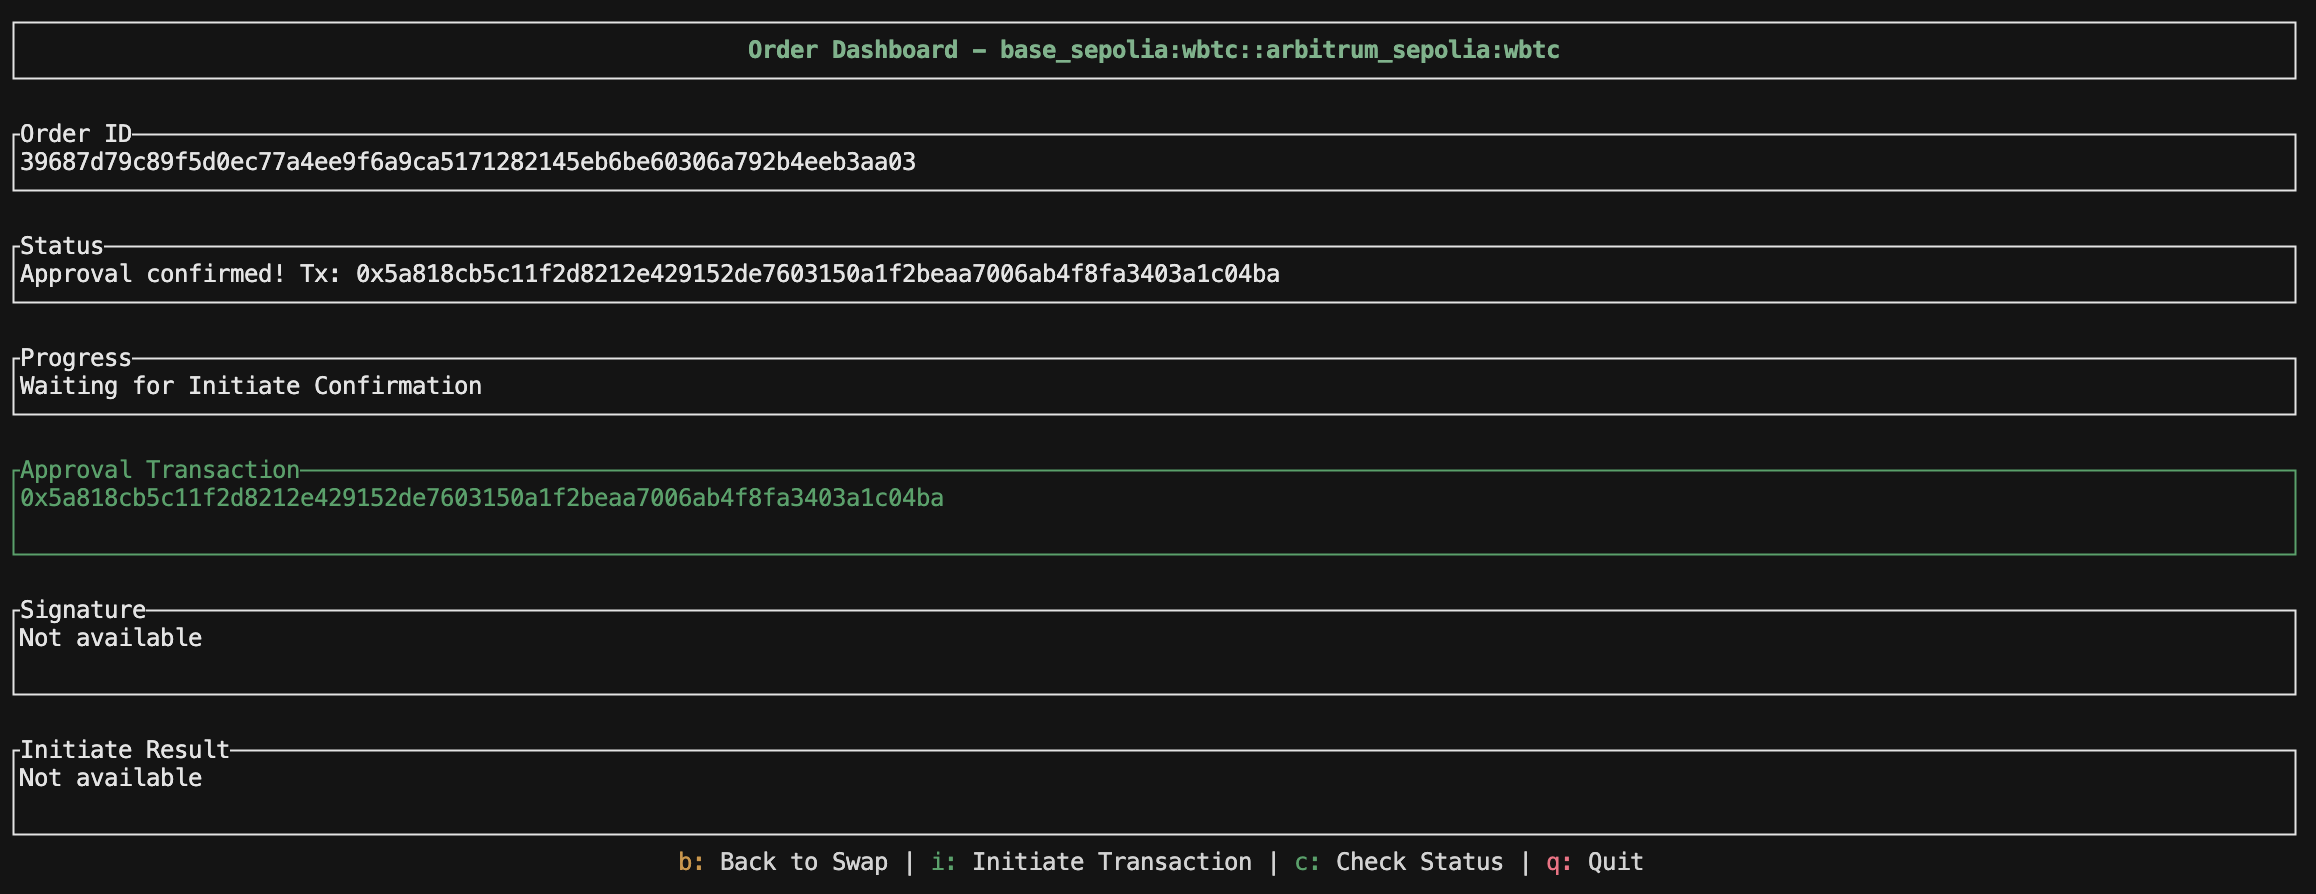 Order Dashboard - base_sepolia:wbtc::arbitrum_sepolia:wbtc
Order ID
39687d79c89f5d0ec77a4ee9f6a9ca5171282145eb6be60306a792b4eeb3aa03
Status
Approval confirmed! Tx: 0x5a818cb5c11f2d8212e429152de7603150a1f2beaa7006ab4f8fa3403a1c04ba
Progress
Waiting for Initiate Confirmation
Approval Transaction
0x5a818cb5c11f2d8212e429152de7603150a1f2beaa7006ab4f8fa3403a1c04ba
Signature
Not available
Initiate Result
Not available
b: Back to Swap | i: Initiate Transaction | c: Check Status | q: Quit